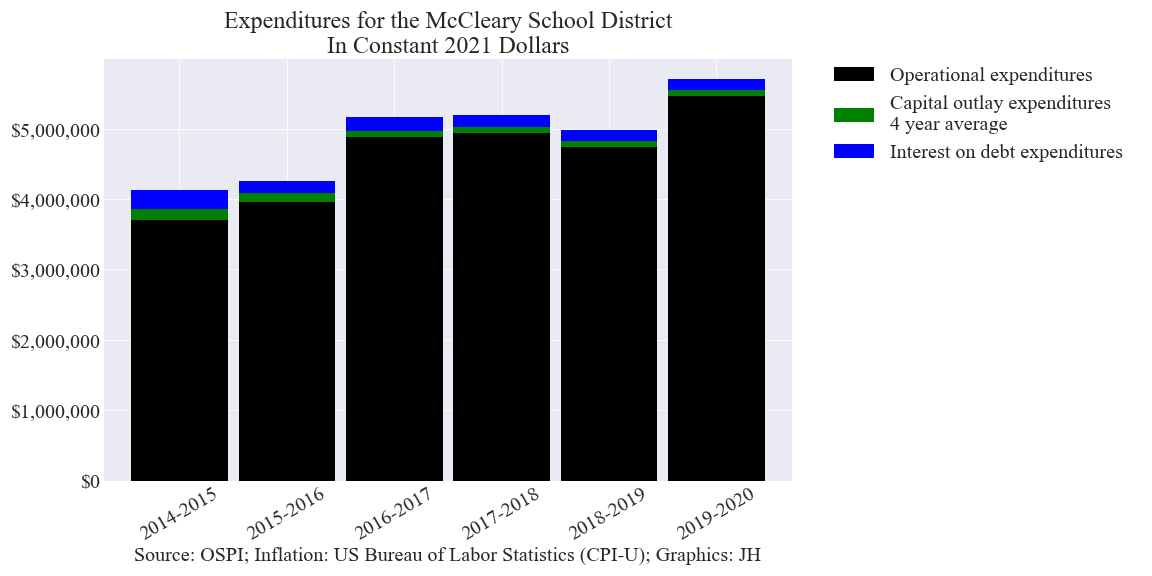 Expenditures for the McCleary School District
In Constant 2021 Dollars
Operational expenditures
Capital outlay expenditures
4 year average
Interest on debt expenditures
$5,000,000
$4,000,000
$3,000,000
$2,000,000
$1,000,000
$0
2014-2015
2015-2016
2016-2017
2017-2018
2018-2019
2019-2020
Source: OSPI; Inflation: US Bureau of Labor Statistics (CPI-U); Graphics: JH